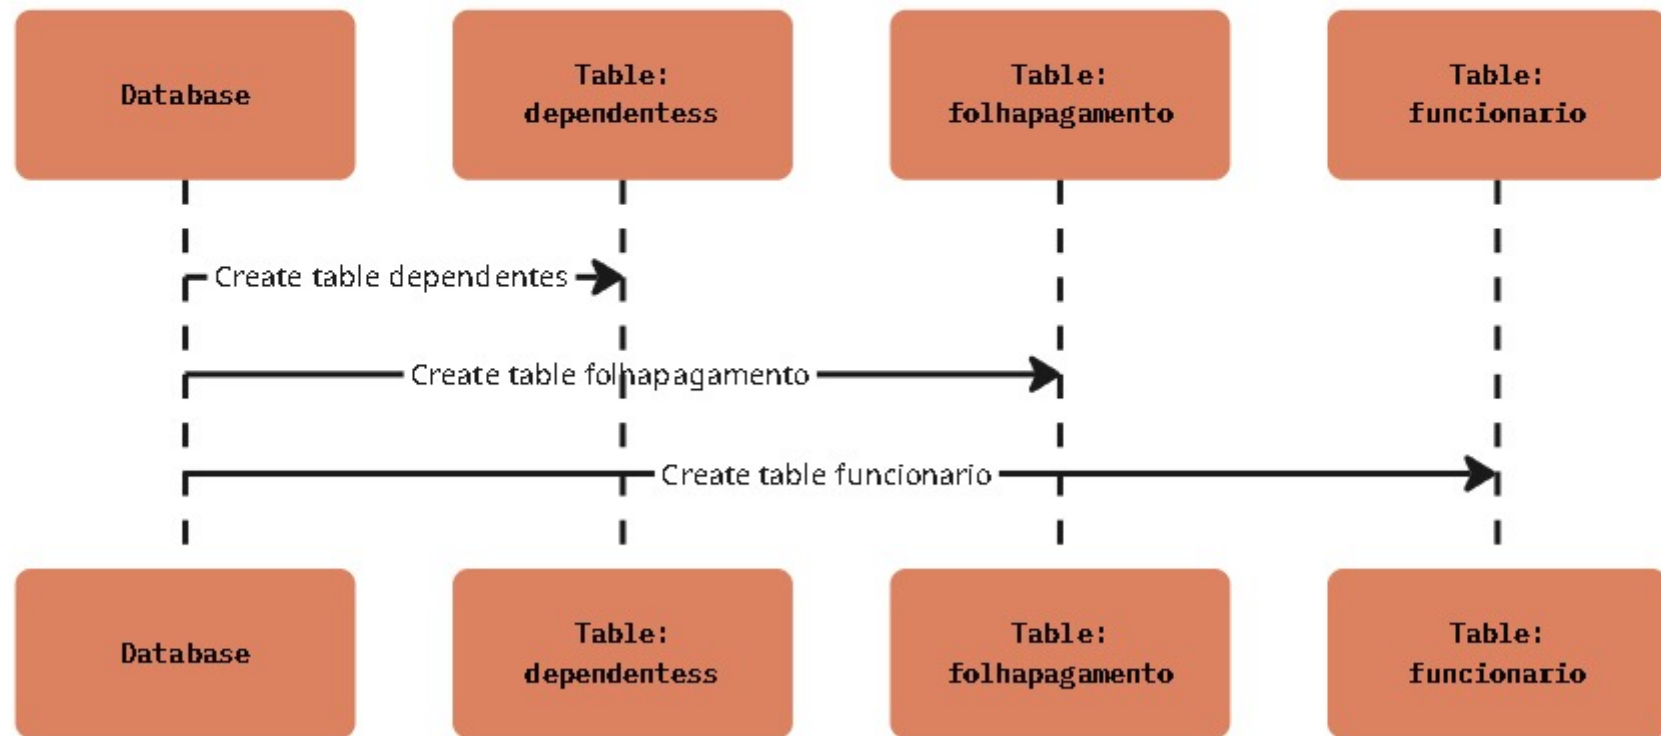 Database
Table:
dependentess
Table:
folhapagamento
Table:
funcionario
Create table dependentes
Create table folhapagamento
Create table funcionario
Database
Table:
dependentess
Table:
folhapagamento
Table:
funcionario